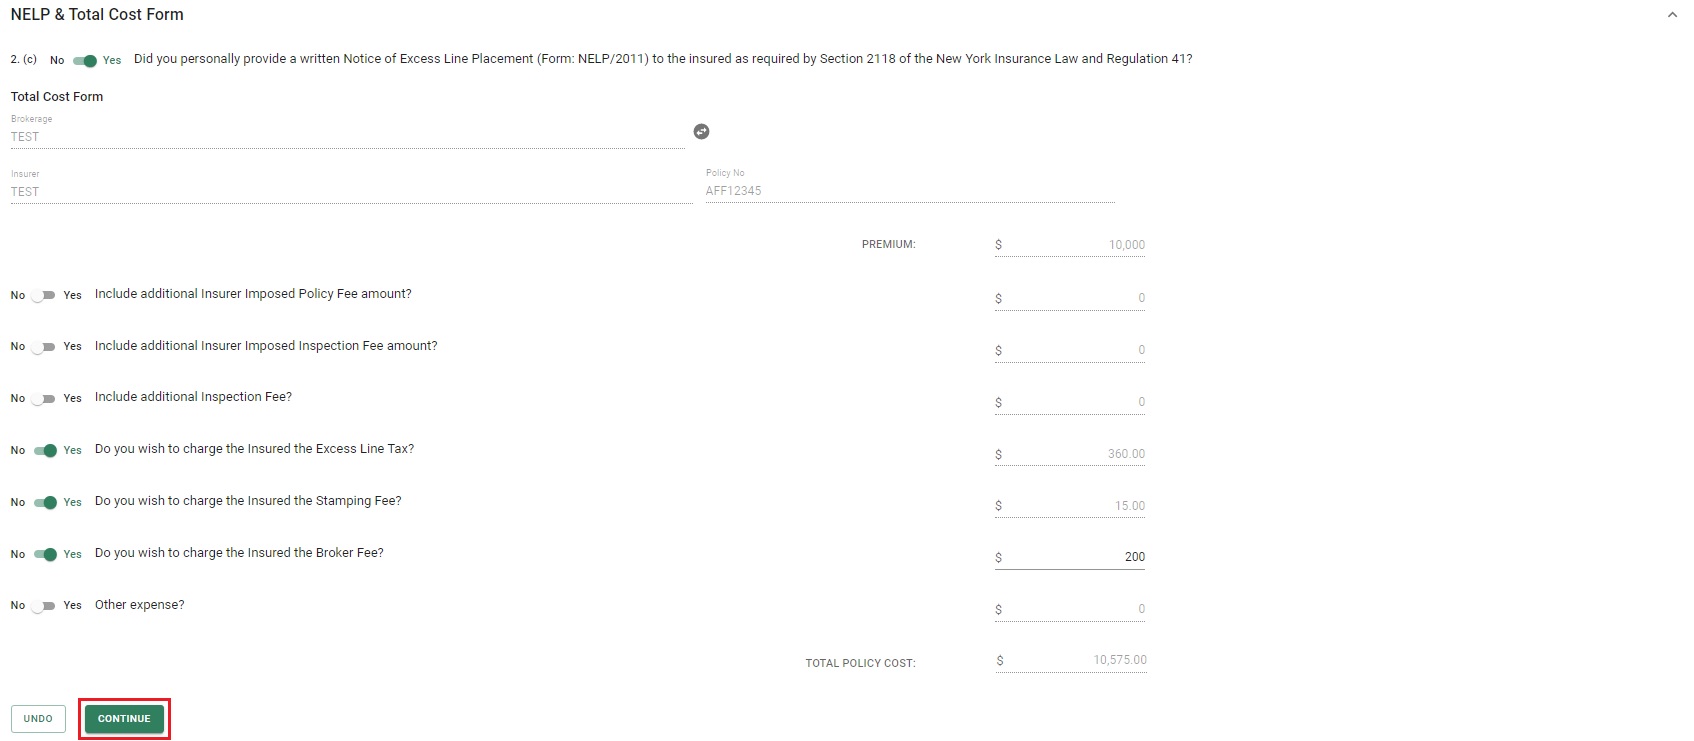 NELP & Total Cost Form
2. (c) No Yes Did you personally provide a written Notice of Excess Line Placement (Form: NELP/2011) to the insured as required by Section 2118 of the New York Insurance Law and Regulation 41?
Total Cost Form
Brokerage
TEST
Insurer
TEST
Policy No
AFF12345
PREMIUM: $ 10,000
No Yes Include additional Insurer Imposed Policy Fee amount? $ 0
No Yes Include additional Insurer Imposed Inspection Fee amount? $ 0
No Yes Include additional Inspection Fee? $ 0
No Yes Do you wish to charge the Insured the Excess Line Tax? $ 360.00
No Yes Do you wish to charge the Insured the Stamping Fee? $ 15.00
No Yes Do you wish to charge the Insured the Broker Fee? $ 200
No Yes Other expense? $ 0
TOTAL POLICY COST: $ 10,575.00
UNDO CONTINUE